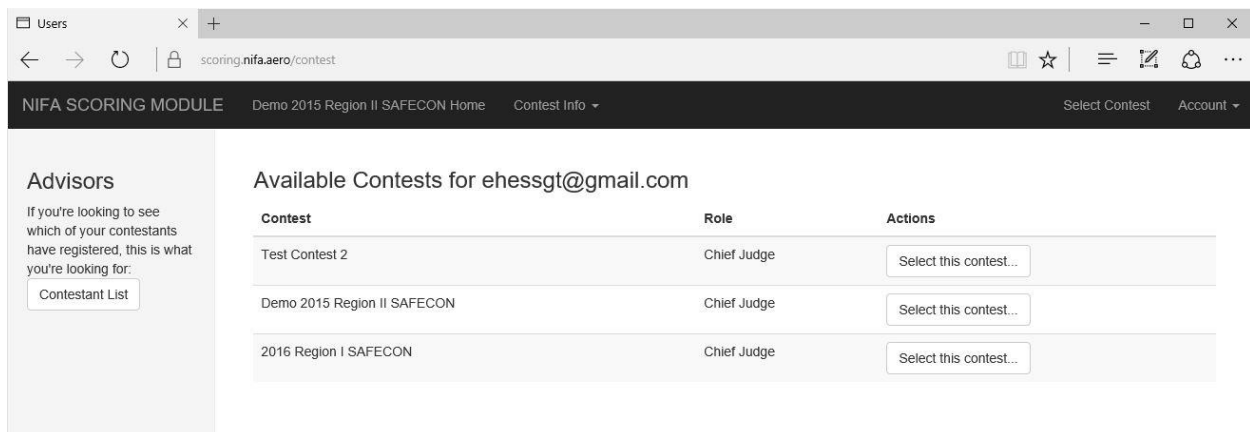 Users
scoring.nifa.aero/contest
NIFA SCORING MODULE Demo 2015 Region II SAFECON Home Contest Info Select Contest Account
Advisors
If you're looking to see
which of your contestants
have registered, this is what
you're looking for:
Contestant List
Available Contests for ehessgt@gmail.com
Contest Role Actions
Test Contest 2 Chief Judge Select this contest...
Demo 2015 Region II SAFECON Chief Judge Select this contest...
2016 Region I SAFECON Chief Judge Select this contest...